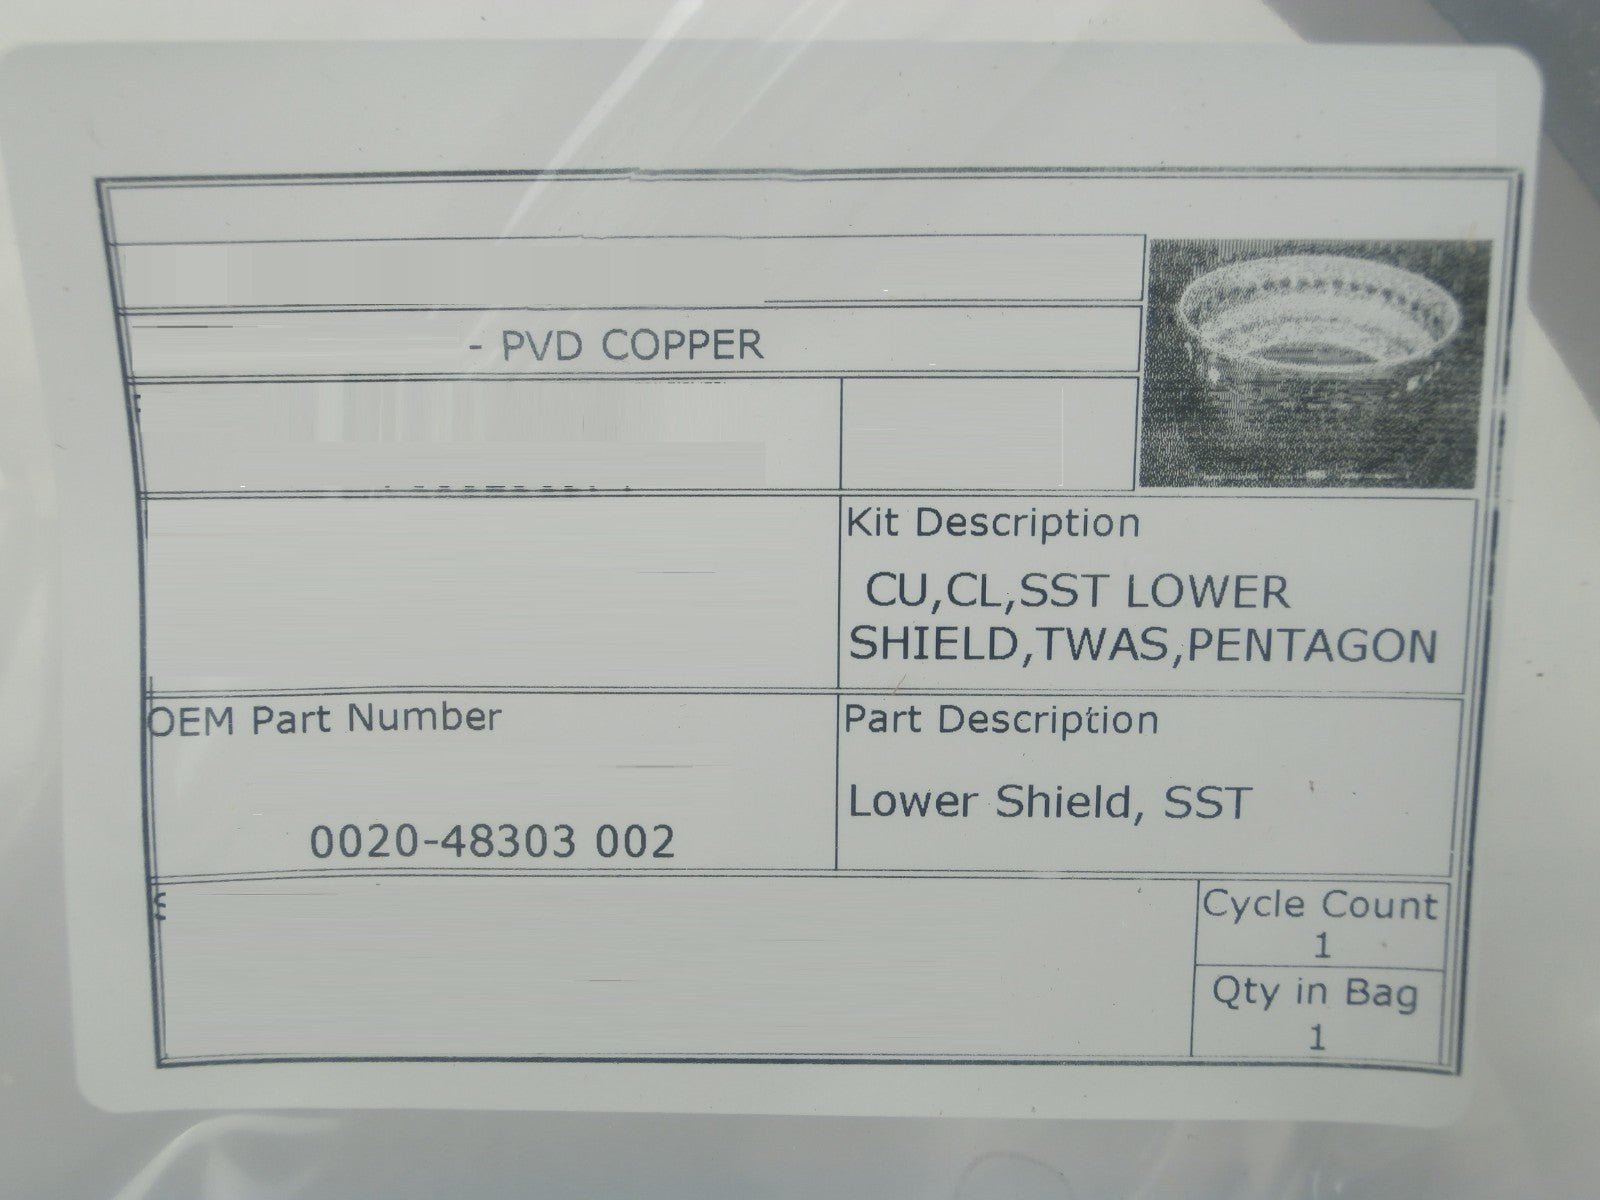 - PVD COPPER
Kit Description
CU,CL,SST LOWER
SHIELD,TWAS,PENTAGON
OEM Part Number
0020-48303 002
Part Description
Lower Shield, SST
Cycle Count
1
Qty in Bag
1